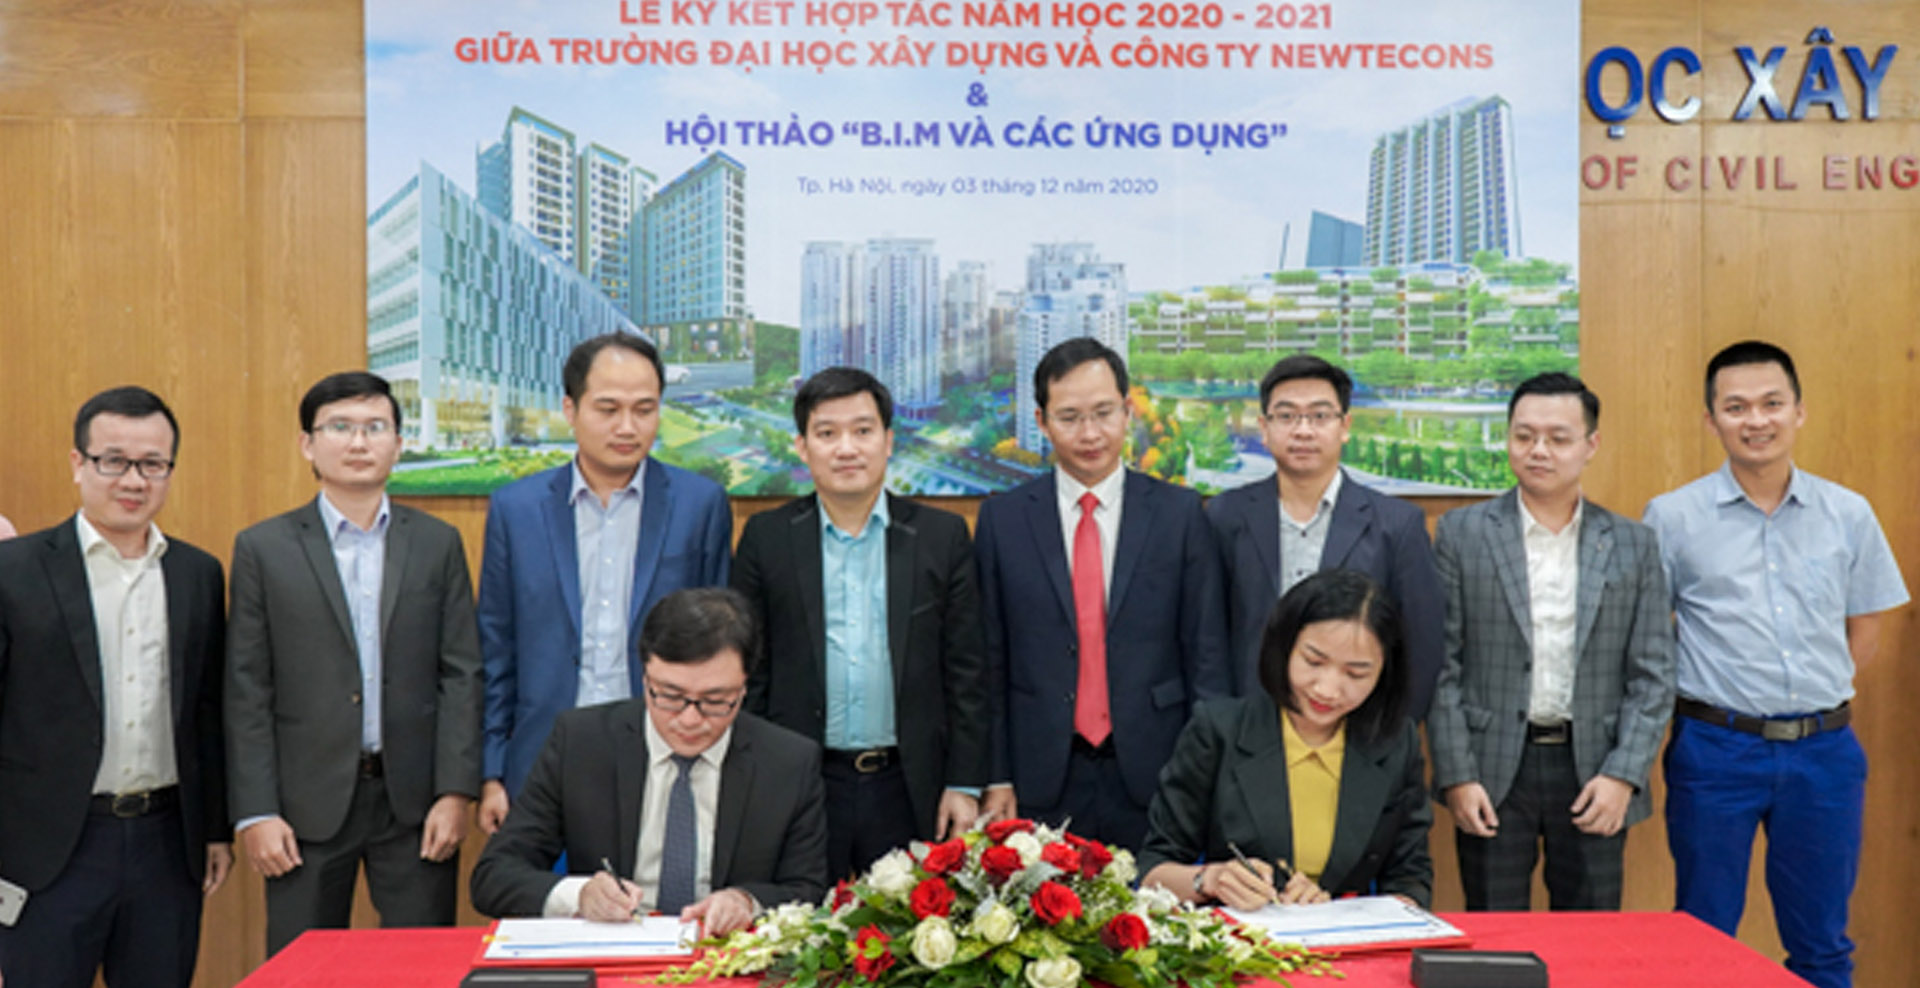 LỄ KÝ KẾT HỢP TÁC NĂM HỌC 2020 - 2021
GIỮA TRƯỜNG ĐẠI HỌC XÂY DỰNG VÀ CÔNG TY NEWTECONS
&
HỘI THẢO “B.I.M VÀ CÁC ỨNG DỤNG”
Tp. Hà Nội, ngày 03 tháng 12 năm 2020
ỌC XÂY
OF CIVIL ENG